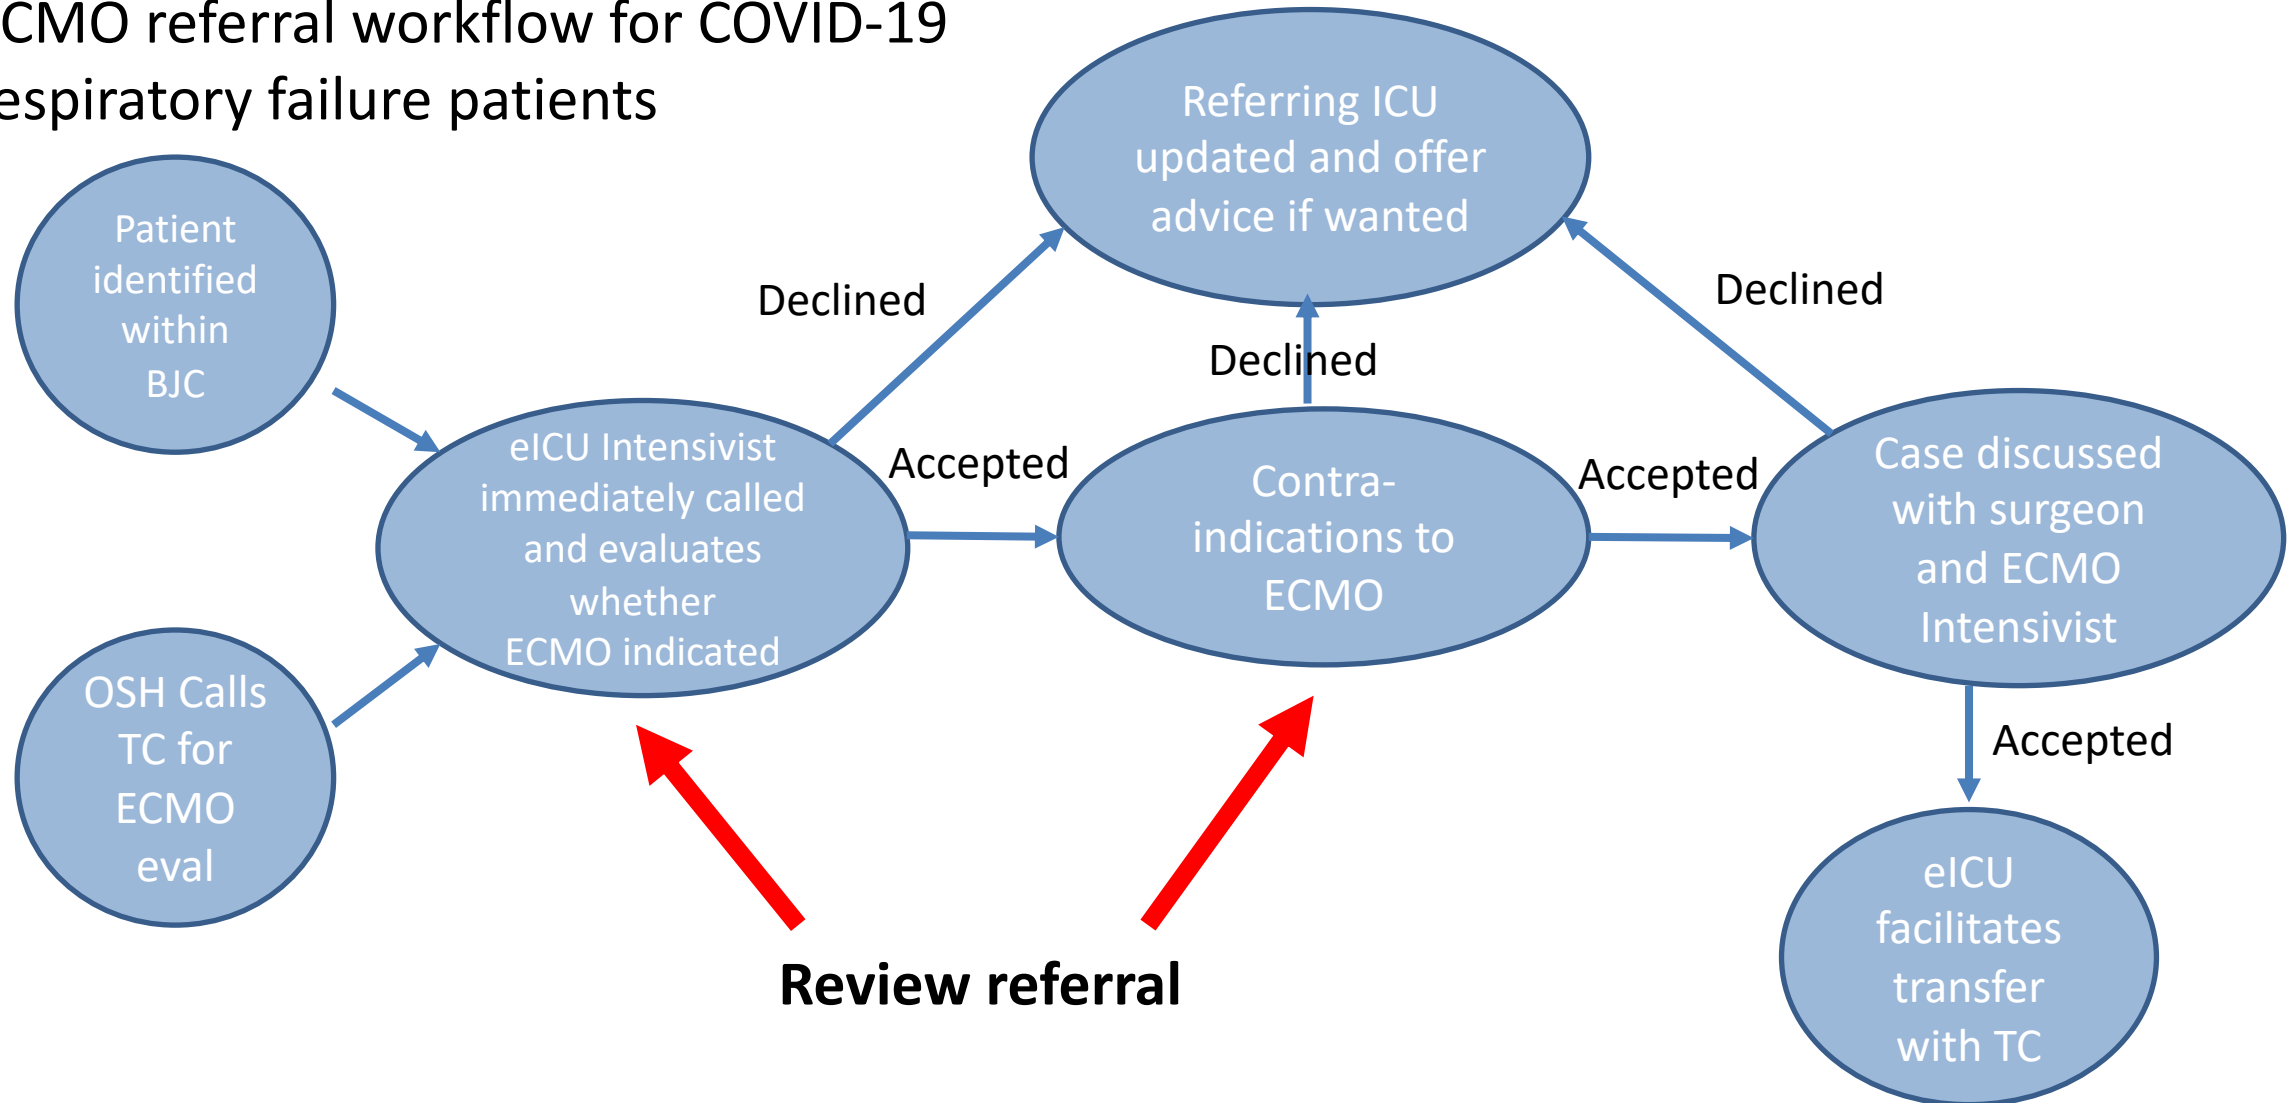 CMO referral workflow for COVID-19
espiratory failure patients
Patient
identified
within
BJC
OSH Calls
TC for
ECMO
eval
eICU Intensivist
immediately called
and evaluates
whether
ECMO indicated
Declined
Accepted
Referring ICU
updated and offer
advice if wanted
Declined
Contra-
indications to
ECMO
Accepted
Declined
Case discussed
with surgeon
and ECMO
Intensivist
Accepted
eICU
facilitates
transfer
with TC
Review referral